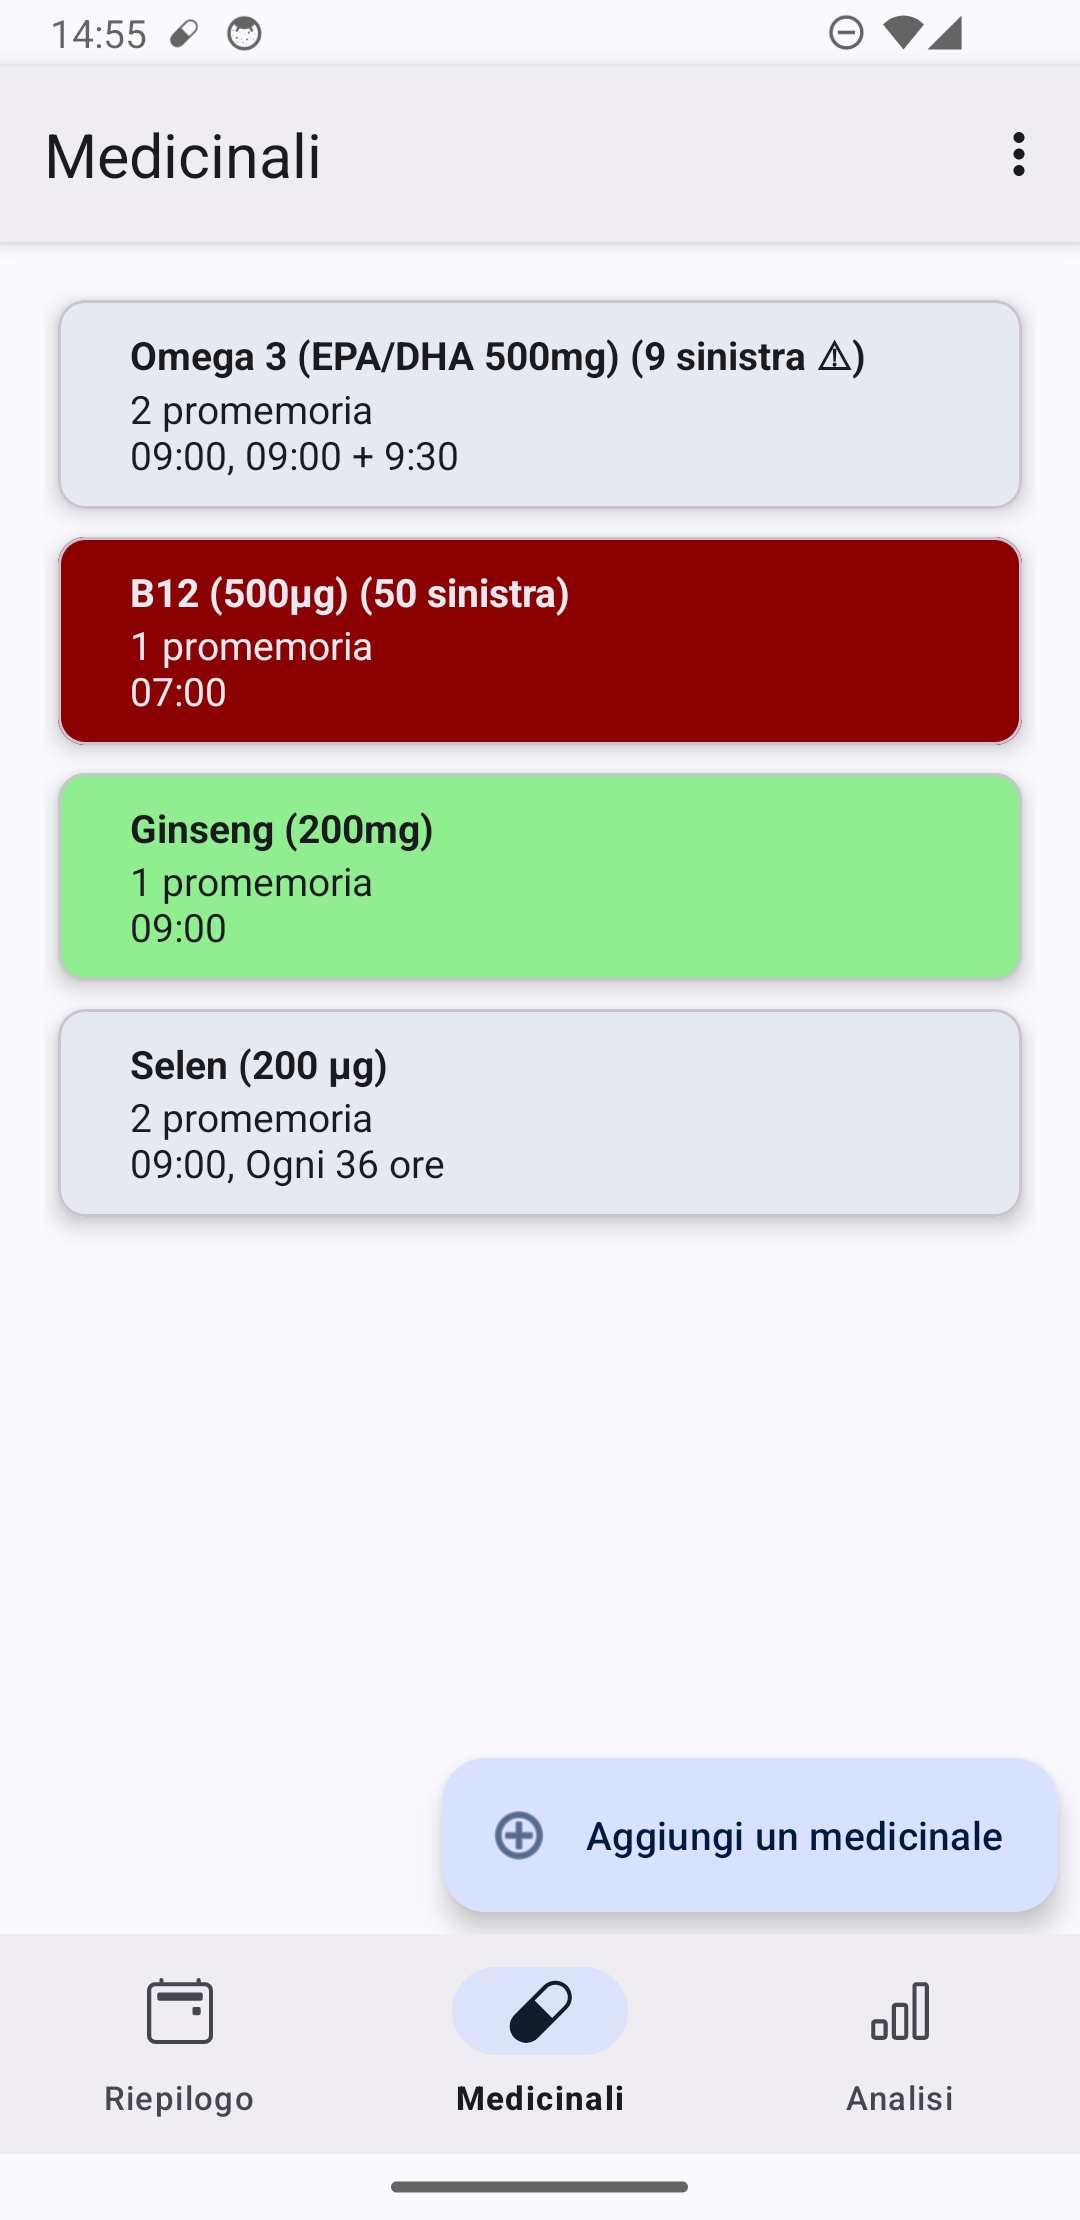 14:55
Medicinali
Omega 3 (EPA/DHA 500mg) (9 sinistra ⚠)
2 promemoria
09:00, 09:00 + 9:30
B12 (500µg) (50 sinistra)
1 promemoria
07:00
Ginseng (200mg)
1 promemoria
09:00
Selen (200 µg)
2 promemoria
09:00, Ogni 36 ore
Aggiungi un medicinale
Riepilogo
Medicinali
Analisi